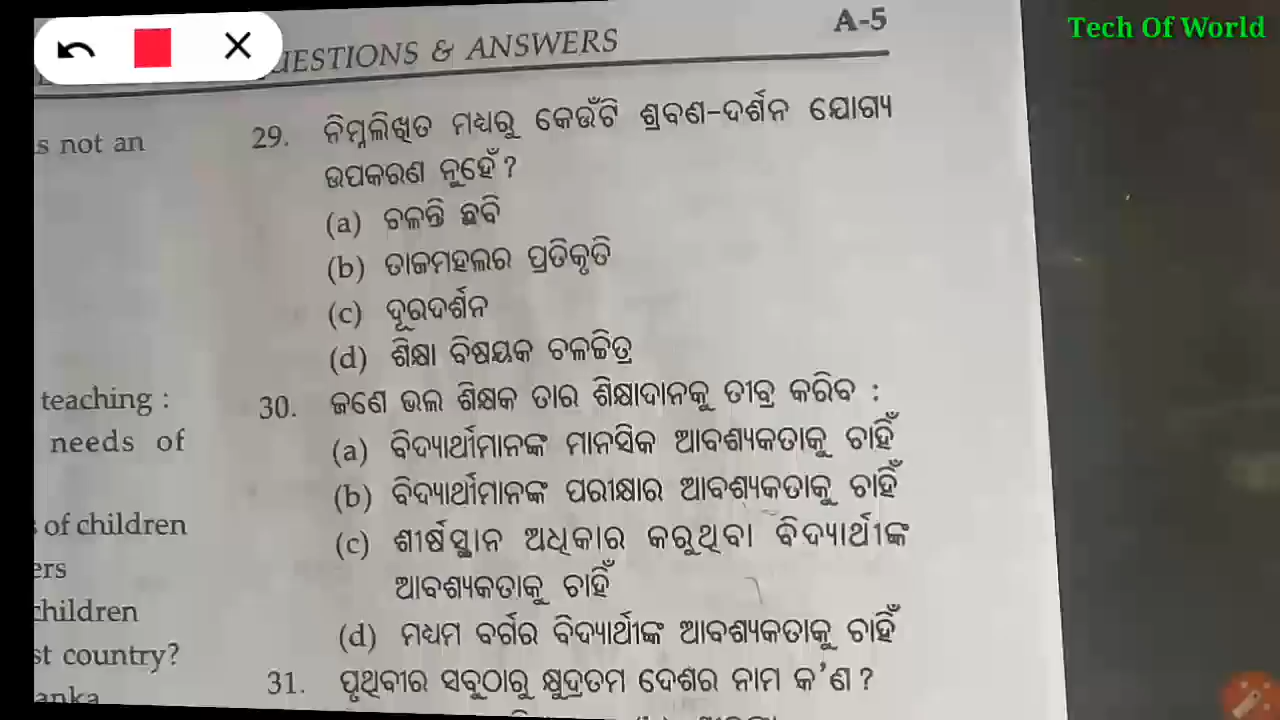 Tech Of World
A-5
UESTIONS & ANSWERS
s not an
teaching :
needs of
of children
ers
children
st country?
anka
29. ନିମ୍ନଲିଖିତ ମଧ୍ୟରୁ କେଉଁଟି ଶ୍ରବଣ-ଦର୍ଶନ ଯୋଗ୍ୟ
ଉପକରଣ ନୁହେଁ ?
(a) ଚଳନ୍ତି ଛବି
(b) ତାଜମହଲର ପ୍ରତିକୃତି
(c) ଦୂରଦର୍ଶନ
(d) ଶିକ୍ଷା ବିଷୟକ ଚଳଚ୍ଚିତ୍ର
30. ଜଣେ ଭଲ ଶିକ୍ଷକ ତାର ଶିକ୍ଷାଦାନକୁ ତୀବ୍ର କରିବ :
(a) ବିଦ୍ୟାର୍ଥୀମାନଙ୍କ ମାନସିକ ଆବଶ୍ୟକତାକୁ ଚାହିଁ
(b) ବିଦ୍ୟାର୍ଥୀମାନଙ୍କ ପରୀକ୍ଷାର ଆବଶ୍ୟକତାକୁ ଚାହିଁ
(c) ଶୀର୍ଷସ୍ଥାନ ଅଧିକାର କରୁଥିବା ବିଦ୍ୟାର୍ଥୀଙ୍କ
ଆବଶ୍ୟକତାକୁ ଚାହିଁ
(d) ମଧ୍ୟମ ବର୍ଗର ବିଦ୍ୟାର୍ଥୀଙ୍କ ଆବଶ୍ୟକତାକୁ ଚାହିଁ
31. ପୃଥିବୀର ସବୁଠାରୁ କ୍ଷୁଦ୍ରତମ ଦେଶର ନାମ କ'ଣ ?